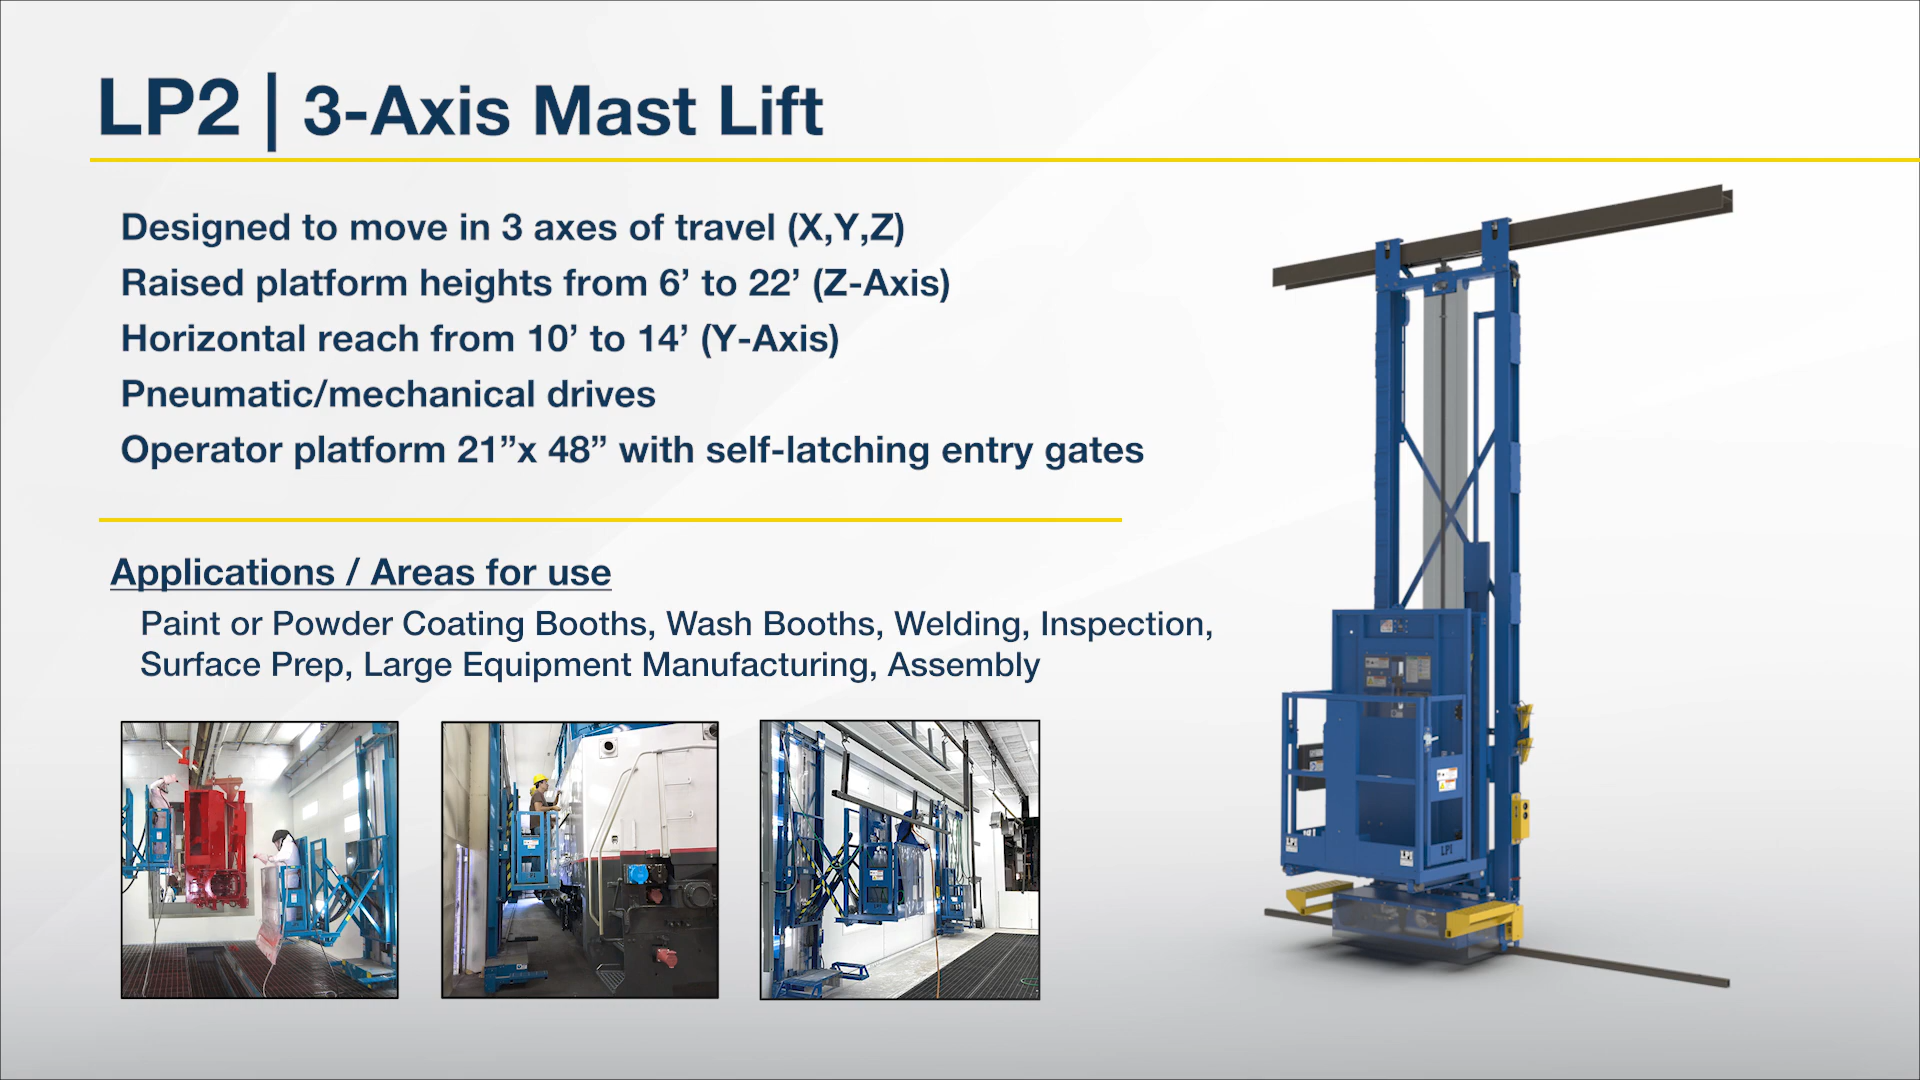 LP2 | 3-Axis Mast Lift
Designed to move in 3 axes of travel (X,Y,Z)
Raised platform heights from 6’ to 22’ (Z-Axis)
Horizontal reach from 10’ to 14’ (Y-Axis)
Pneumatic/mechanical drives
Operator platform 21”x 48” with self-latching entry gates
Applications / Areas for use
Paint or Powder Coating Booths, Wash Booths, Welding, Inspection,
Surface Prep, Large Equipment Manufacturing, Assembly
LPI
LPI
LPI